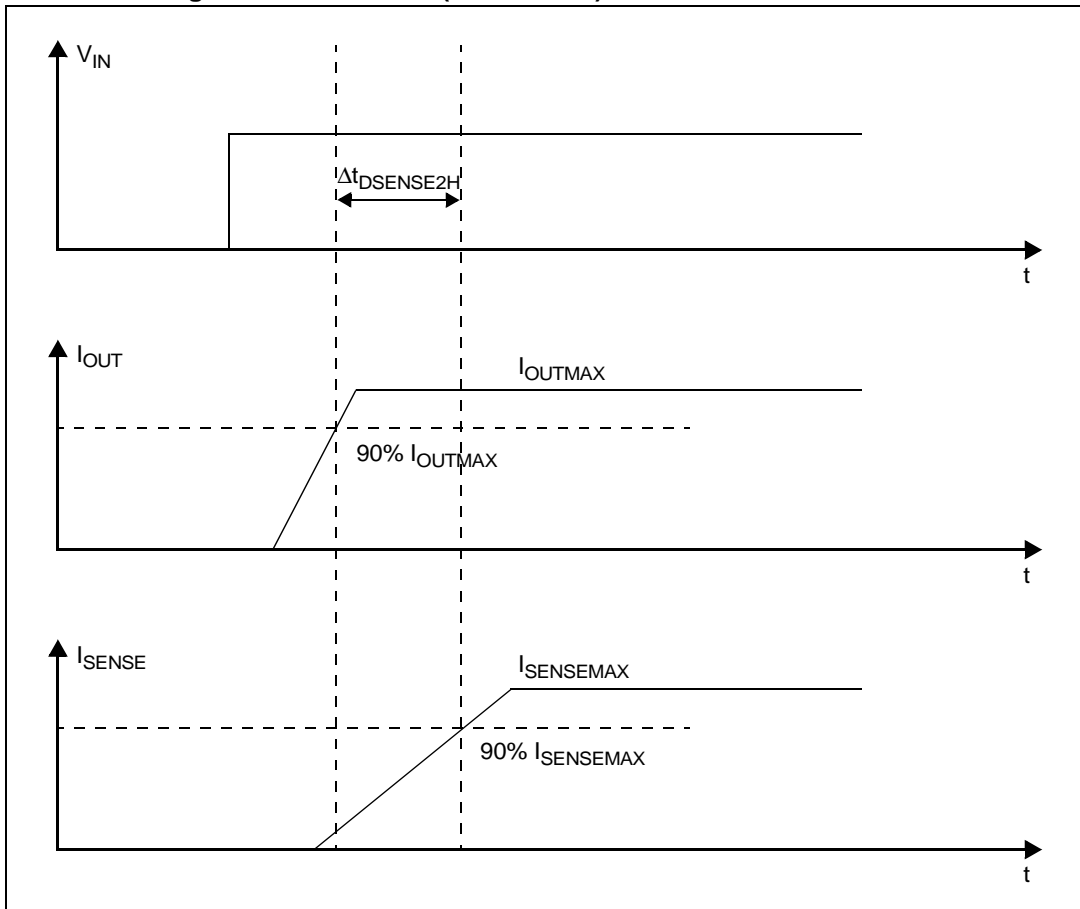 V_IN
Δt_DSENSE2H
t
I_OUT
I_OUTMAX
90% I_OUTMAX
t
I_SENSE
I_SENSEMAX
90% I_SENSEMAX
t